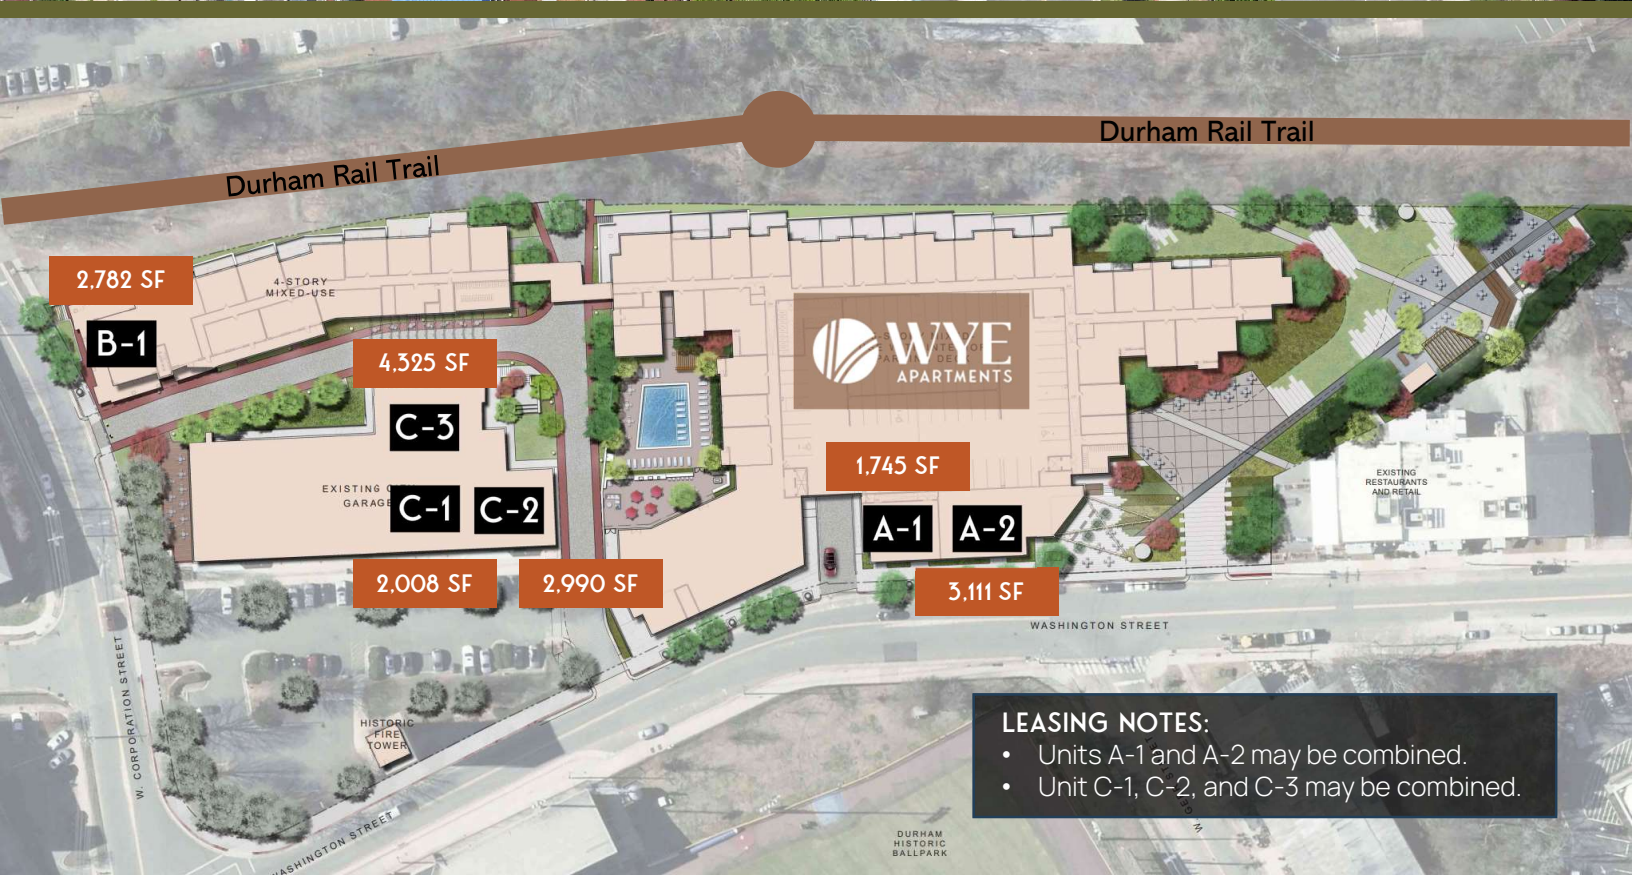 Durham Rail Trail
Durham Rail Trail
2,782 SF
4-STORY
MIXED-USE
B-1
4,325 SF
C-3
WYE
APARTMENTS
1,745 SF
EXISTING
GARAGE
C-1
C-2
A-1
A-2
EXISTING
RESTAURANTS
AND RETAIL
2,008 SF
2,990 SF
3,111 SF
WASHINGTON STREET
W. CORPORATION STREET
HISTORIC
FIRE
TOWER
LEASING NOTES:
• Units A-1 and A-2 may be combined.
• Unit C-1, C-2, and C-3 may be combined.
WASHINGTON STREET
DURHAM
HISTORIC
BALLPARK